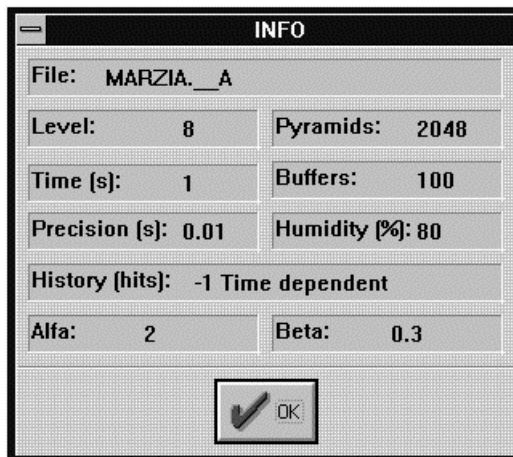 INFO
File: MARZIA.__A
Level: 8 Pyramids: 2048
Time (s): 1 Buffers: 100
Precision (s): 0.01 Humidity (%): 80
History (hits): -1 Time dependent
Alfa: 2 Beta: 0.3
OK